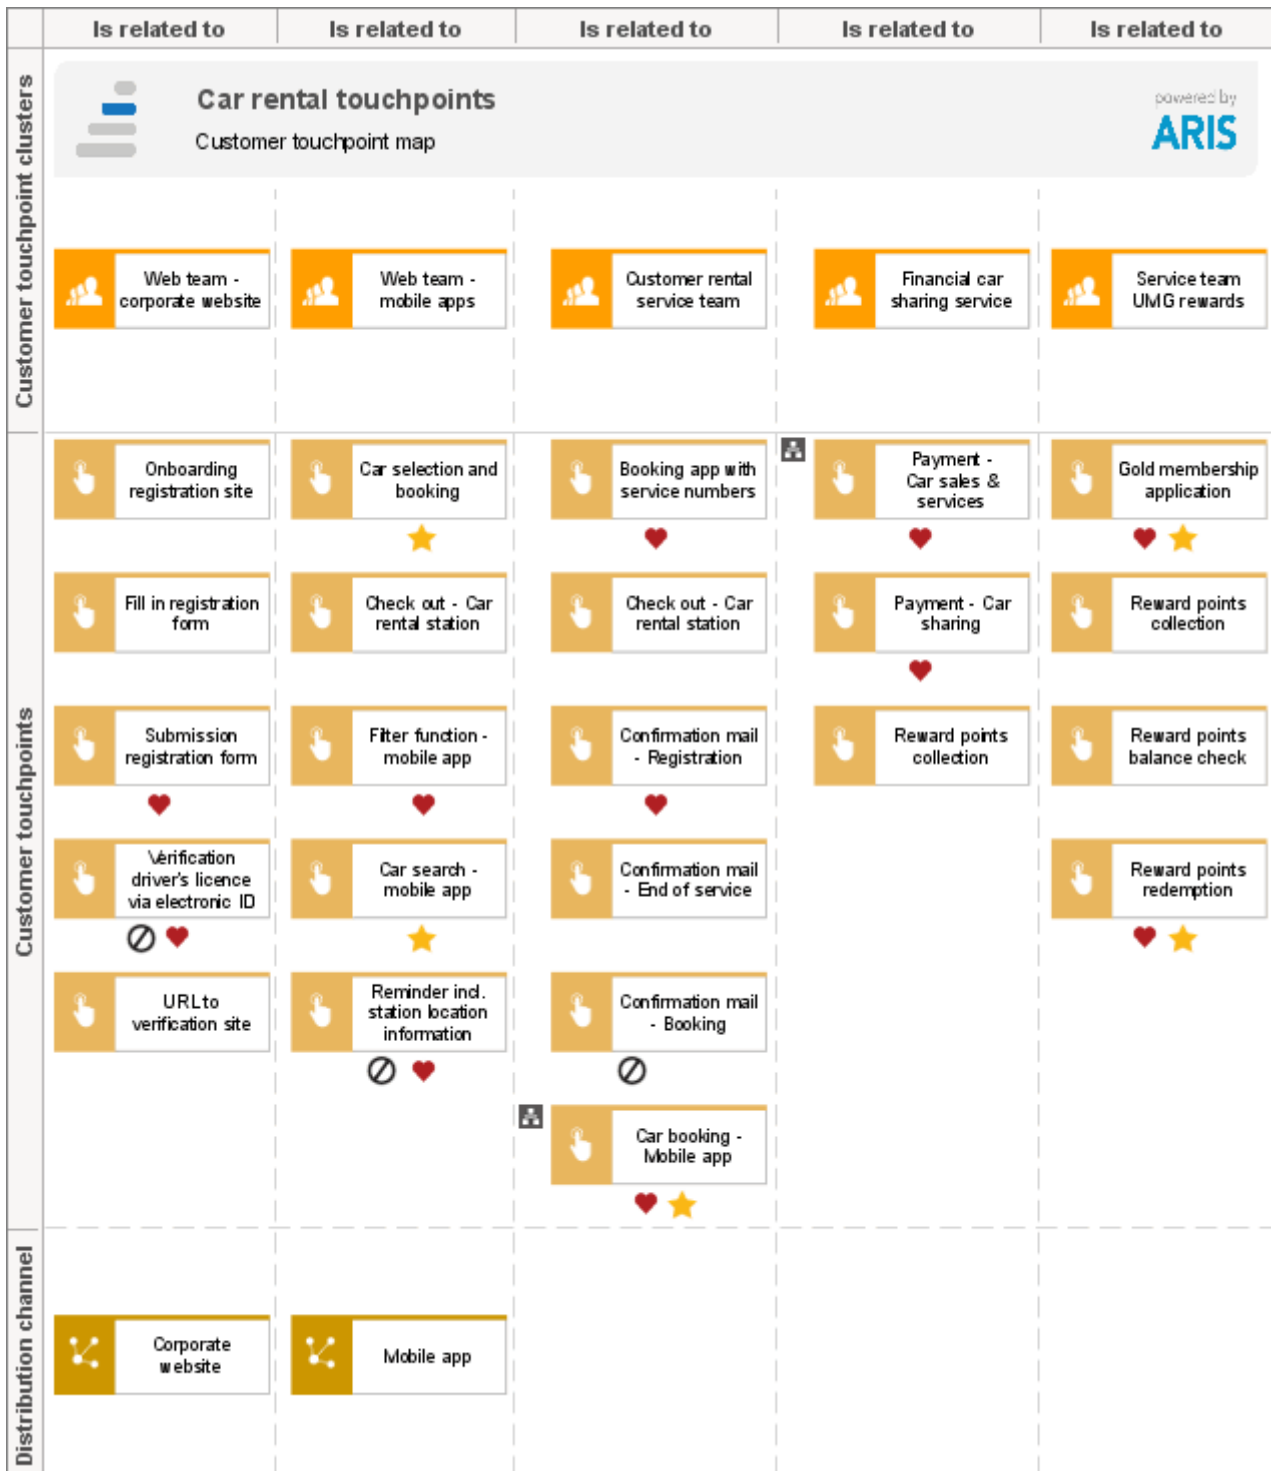 Is related to
Is related to
Is related to
Is related to
Is related to
Customer touchpoint clusters
Car rental touchpoints
Customer touchpoint map
powered by
ARIS
Web team -
corporate website
Web team -
mobile apps
Customer rental
service team
Financial car
sharing service
Service team
UMG rewards
Customer touchpoints
Onboarding
registration site
Car selection and
booking
Booking app with
service numbers
Payment -
Car sales &
services
Gold membership
application
Fill in registration
form
Check out - Car
rental station
Check out - Car
rental station
Payment - Car
sharing
Reward points
collection
Submission
registration form
Filter function -
mobile app
Confirmation mail
- Registration
Reward points
collection
Reward points
balance check
Verification
driver's licence
via electronic ID
Car search -
mobile app
Confirmation mail
- End of service
Reward points
redemption
URL to
verification site
Reminder incl.
station location
information
Confirmation mail
- Booking
Car booking -
Mobile app
Distribution channel
Corporate
website
Mobile app